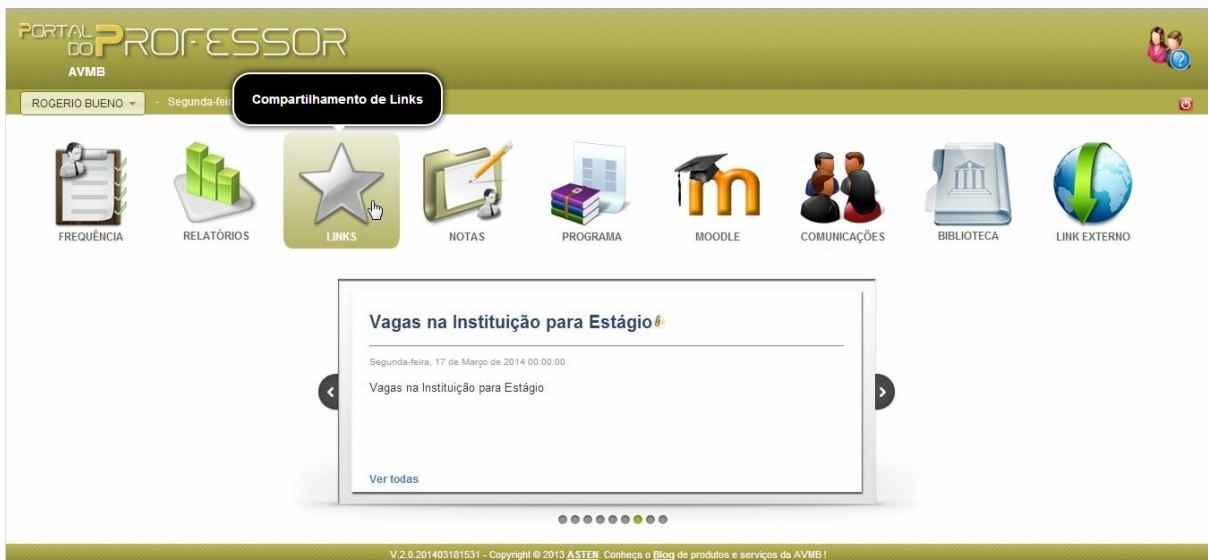 PORTAL DO PROFESSOR
AVMB
ROGERIO BUENO - Segunda-fei
Compartilhamento de Links
FREQUÊNCIA RELATÓRIOS LINKS NOTAS PROGRAMA MOODLE COMUNICAÇÕES BIBLIOTECA LINK EXTERNO
Vagas na Instituição para Estágio
Segunda-feira, 17 de Março de 2014 00:00:00
Vagas na Instituição para Estágio
Ver todas
V.2.0.201403181531 - Copyright © 2013 ASTEN. Conheça o Blog de produtos e serviços da AVMB !